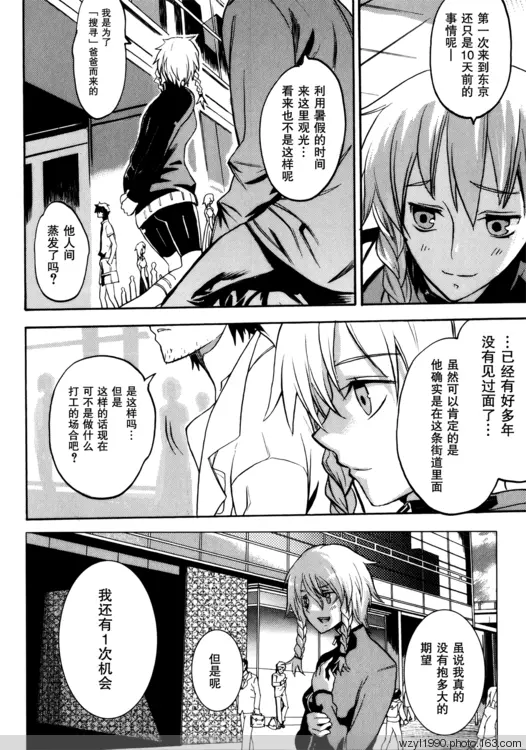 第一次来到东京
还只是10天前的
事情呢—
利用暑假的时间
来这里观光…
看来也不是这样
呢
我是为了
「搜寻」爸爸
而来的
他人间
蒸发了吗？
…已经有好多年
没有见过面了…
虽然可以肯定的是
他确实是在这条街道里面
是这样吗…
但是
这样的话现在
可不是做什么
打工的场合吧？
虽说我真的
没有抱多大的
期望
但是呢
我还有1次机会
wzyl1990.photo.163.com